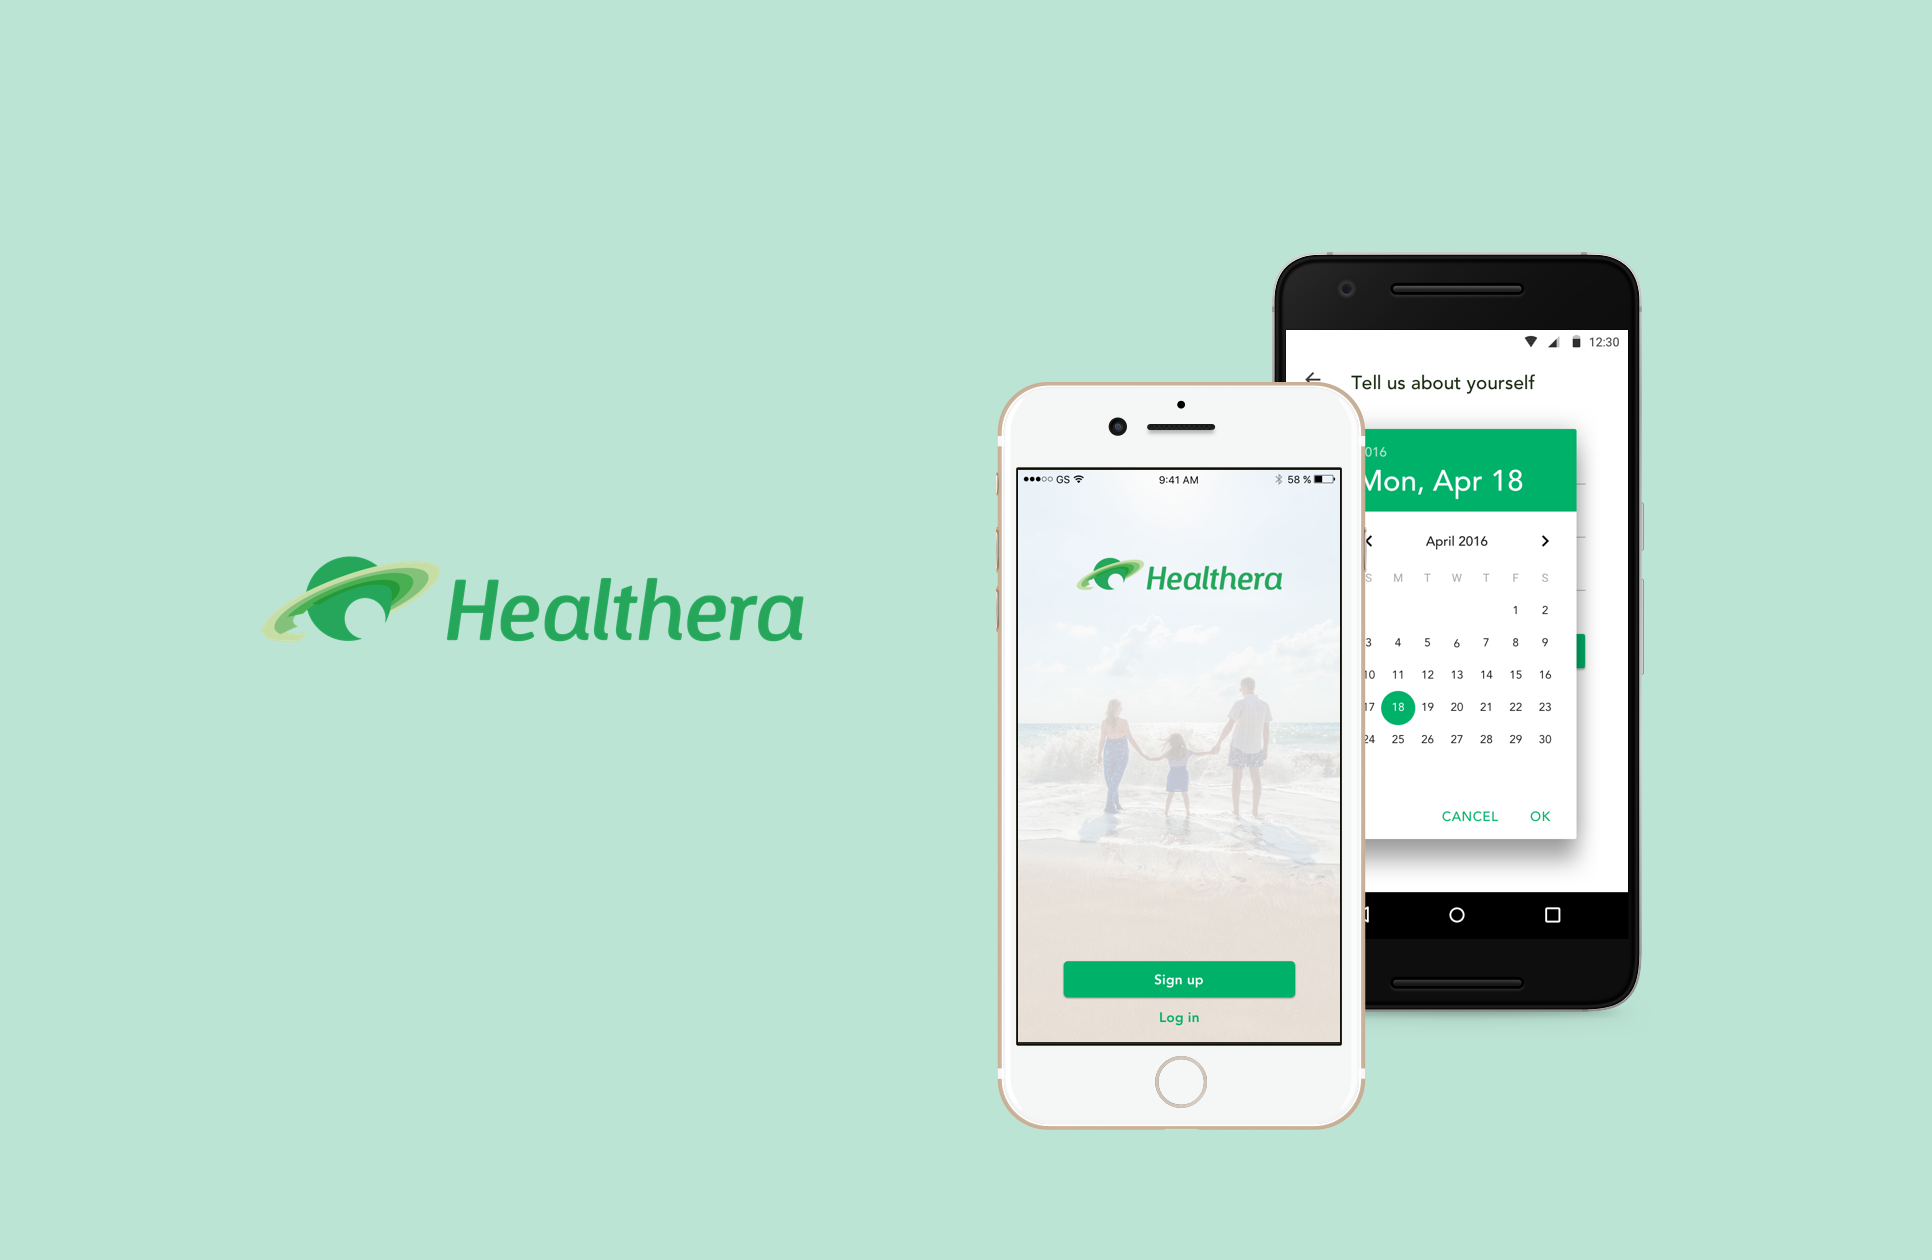 Healthera
GS 9:41 AM 58 %
Healthera
Sign up
Log in
12:30
Tell us about yourself
016
Mon, Apr 18
April 2016
S M T W T F S
1 2
3 4 5 6 7 8 9
10 11 12 13 14 15 16
17 18 19 20 21 22 23
24 25 26 27 28 29 30
CANCEL OK